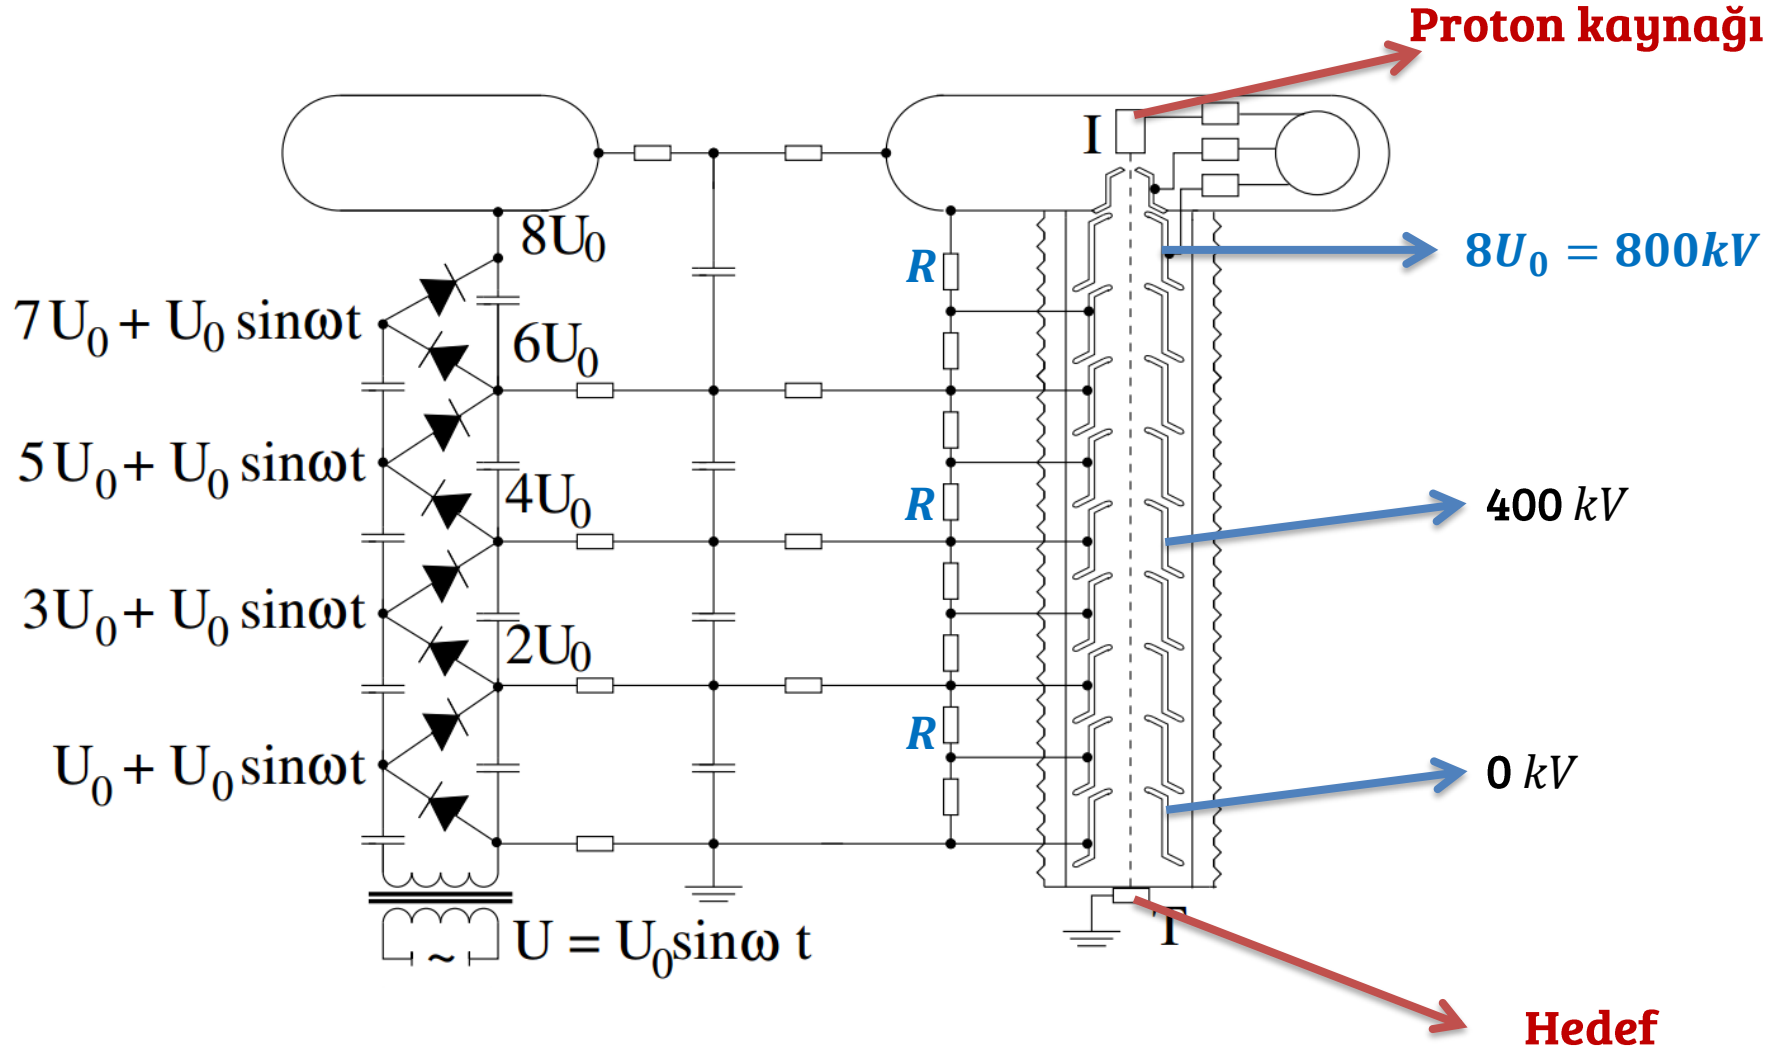 Proton kaynağı
I
8U₀
R
8U₀ = 800kV
7U₀ + U₀ sinωt
6U₀
5U₀ + U₀ sinωt
4U₀
R
400 kV
3U₀ + U₀ sinωt
2U₀
R
U₀ + U₀ sinωt
0 kV
~
U = U₀sinω t
T
Hedef